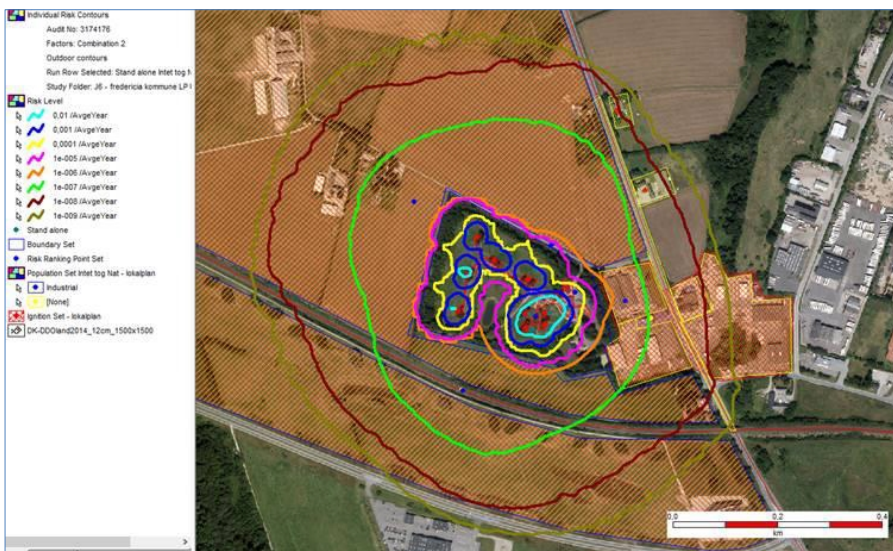 Individual Risk Contours
Audit No: 3174176
Factors: Combination 2
Outdoor contours
Run Row Selected: Stand alone Intet tog N
Study Folder: J6 - fredericia kommune LP
Risk Level
0,01 /AvgeYear
0,001 /AvgeYear
0,0001 /AvgeYear
1e-005 /AvgeYear
1e-006 /AvgeYear
1e-007 /AvgeYear
1e-008 /AvgeYear
1e-009 /AvgeYear
Stand alone
Boundary Set
Risk Ranking Point Set
Population Set Intet tog Nat - lokalplan
Industrial
[None]
Ignition Set - lokalplan
DK-DDOland2014_12cm_1500x1500
0,0 0,2 0,4
km